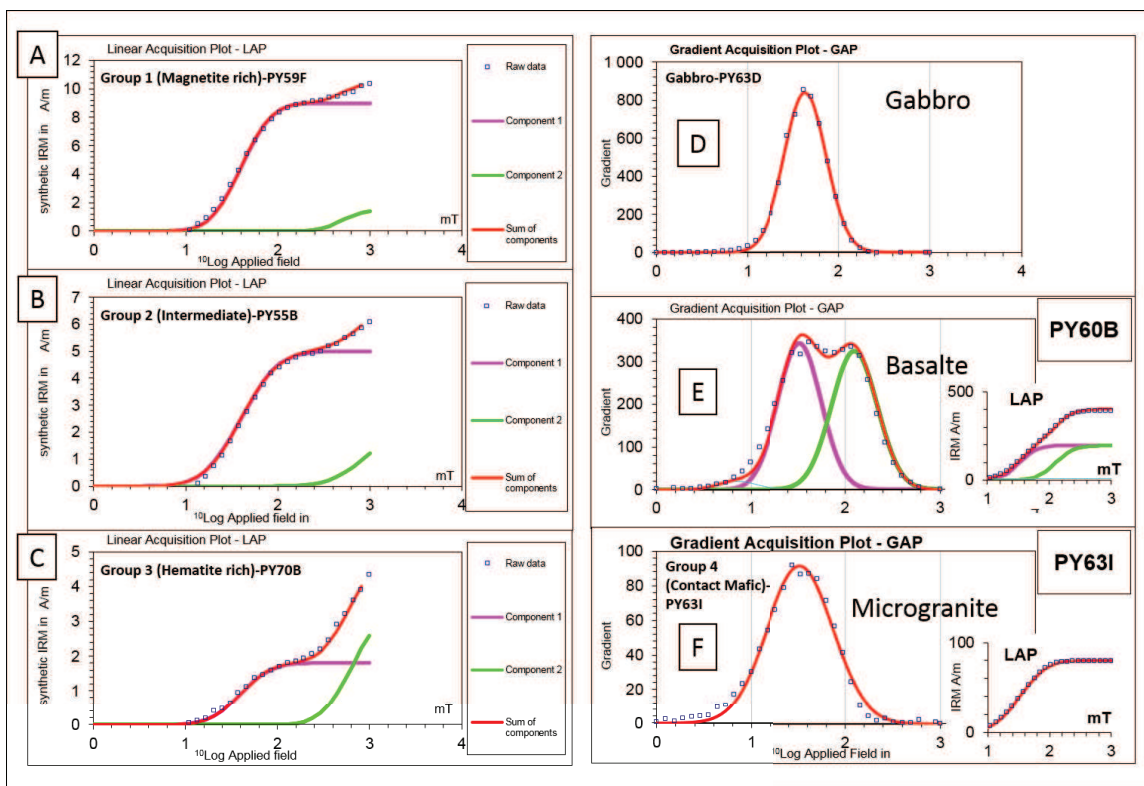 A
Linear Acquisition Plot - LAP
Group 1 (Magnetite rich)-PY59F
synthetic IRM in A/m
12
10
8
6
4
2
0
0 1 2 3 4
mT
10Log Applied field
Raw data
Component 1
Component 2
Sum of components
B
Linear Acquisition Plot - LAP
Group 2 (Intermediate)-PY55B
synthetic IRM in A/m
7
6
5
4
3
2
1
0
0 1 2 3 4
mT
10Log Applied field in
Raw data
Component 1
Component 2
Sum of components
C
Linear Acquisition Plot - LAP
Group 3 (Hematite rich)-PY70B
synthetic IRM in A/m
5
4
3
2
1
0
0 1 2 3 4
mT
10Log Applied field
Raw data
Component 1
Component 2
Sum of components
Gradient Acquisition Plot - GAP
Gabbro-PY63D
Gabbro
D
Gradient
1 000
800
600
400
200
0
0 1 2 3 4
Gradient Acquisition Plot - GAP
PY60B
Basalte
E
Gradient
400
300
200
100
0
0 1 2 3
LAP
IRM A/m
500
0
mT
1 2 3
Gradient Acquisition Plot - GAP
PY63I
Group 4
(Contact Mafic)-
PY63I
Microgranite
F
Gradient
100
80
60
40
20
0
0 1 2 3
10Log Applied Field in
LAP
IRM A/m
100
0
mT
1 2 3